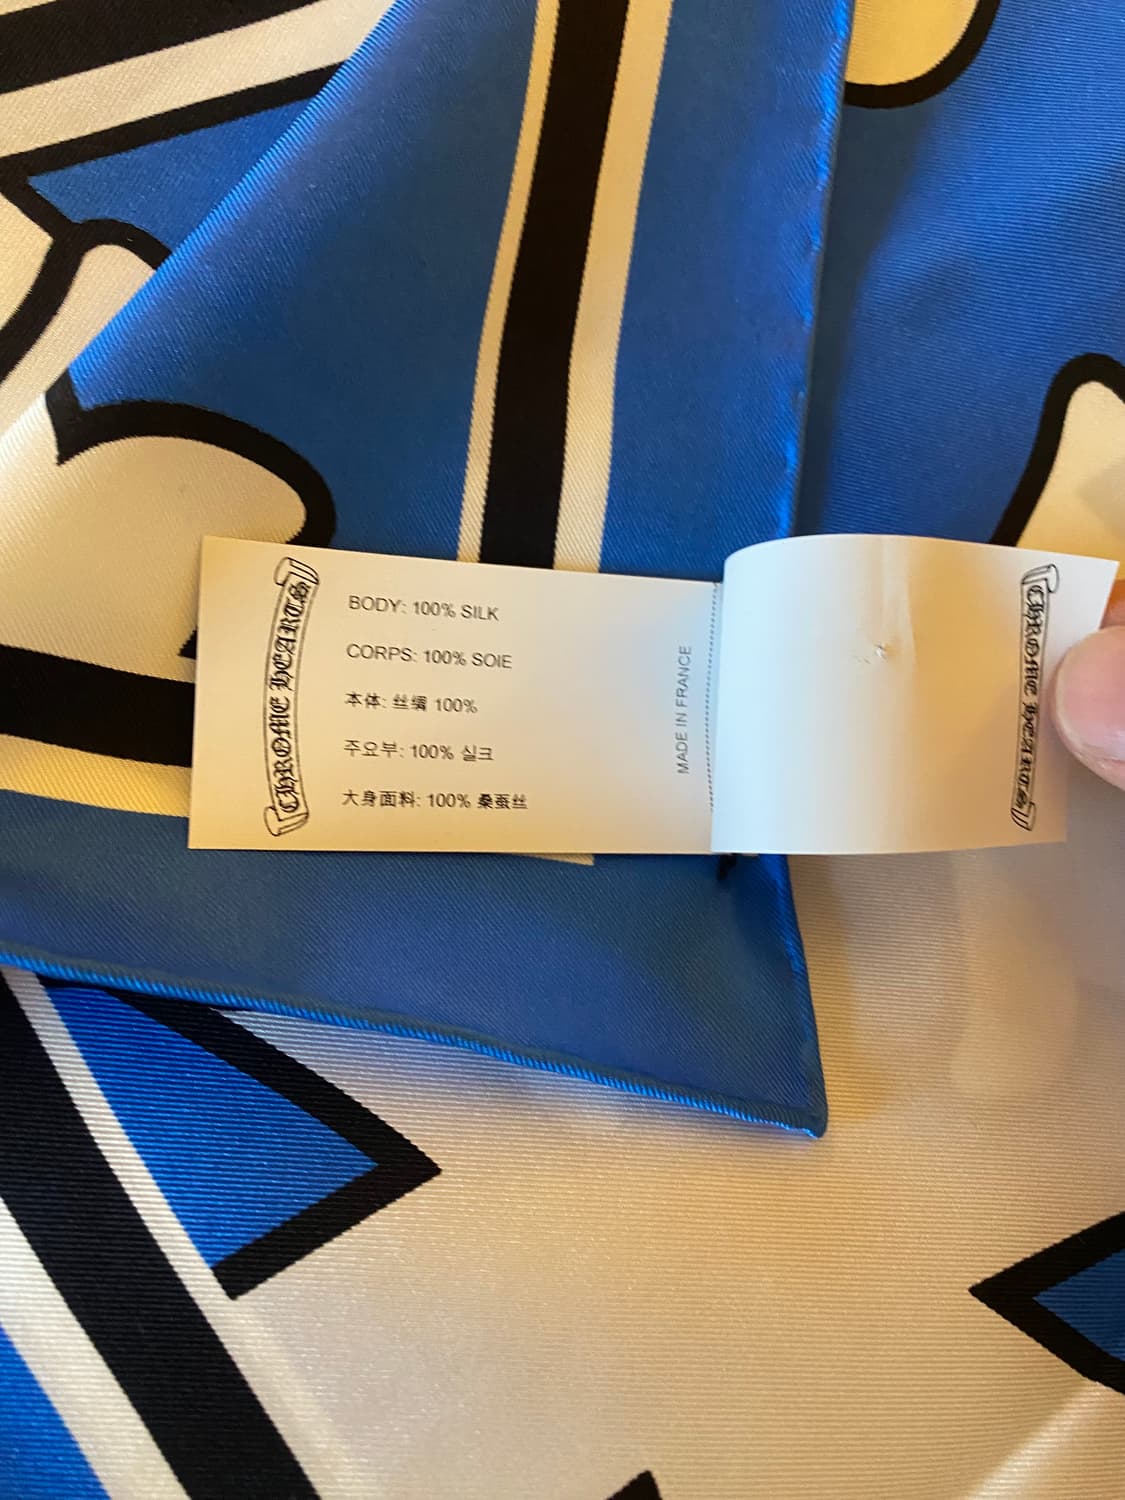 CHROME HEARTS
BODY: 100% SILK
CORPS: 100% SOIE
本体: 丝绸 100%
주요부: 100% 실크
大身面料: 100% 桑蚕丝
MADE IN FRANCE
CHROME HEARTS